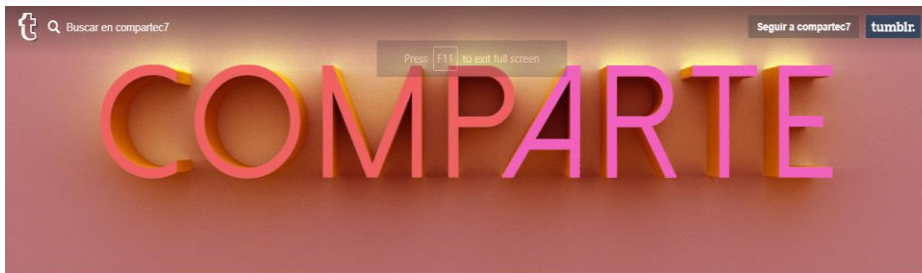 t Buscar en compartec7
Seguir a compartec7 tumblr.
Press F11 to exit full screen
COMPARTE